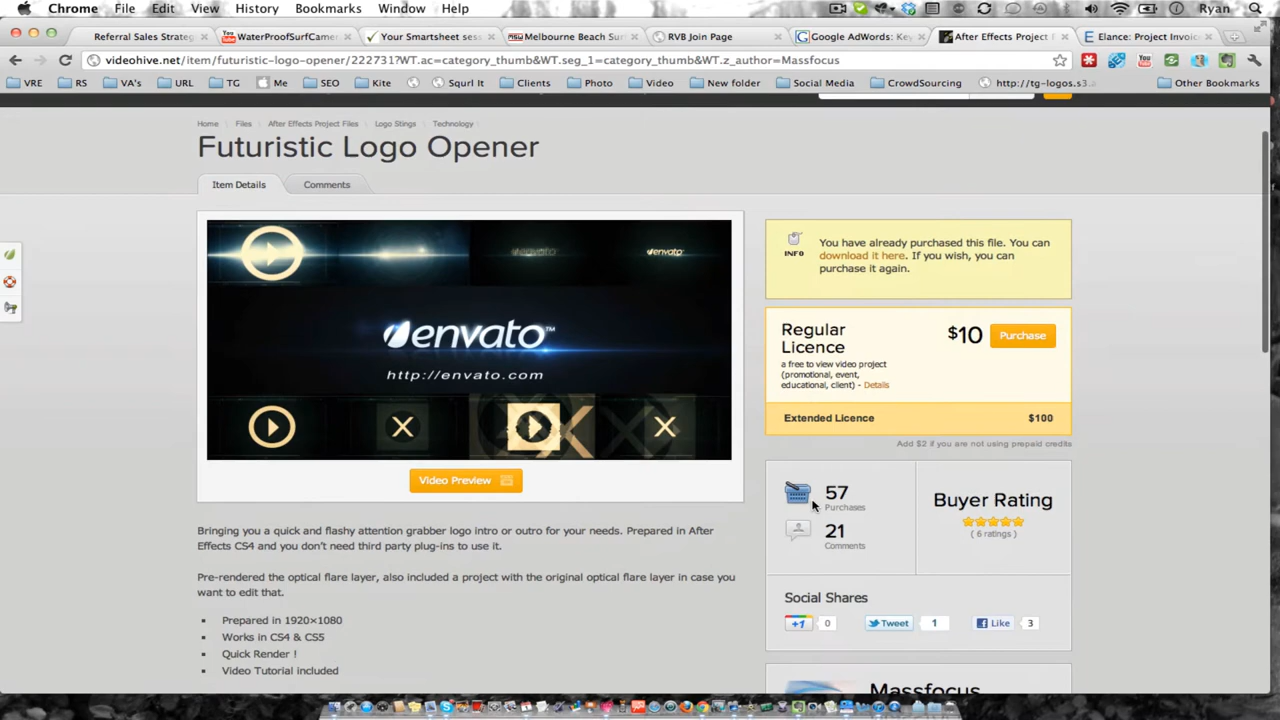 Chrome File Edit View History Bookmarks Window Help Ryan
Referral Sales Strateg WaterProofSurfCamer Your Smartsheet ses Melbourne Beach Surf RVB Join Page Google AdWords: Key After Effects Project F Elance: Project Invoice
videohive.net/item/futuristic-logo-opener/222731?WT.ac=category_thumb&WT.seg_1=category_thumb&WT.z_author=Massfocus
VRE RS VA's URL TG Me SEO Kite Squrl It Clients Photo Video New folder Social Media CrowdSourcing http://tg-logos.s3.a Other Bookmarks
Home Files After Effects Project Files Logo Stings Technology
Futuristic Logo Opener
Item Details Comments
envato
envato™
http://envato.com
Video Preview
Bringing you a quick and flashy attention grabber logo intro or outro for your needs. Prepared in After
Effects CS4 and you don't need third party plug-ins to use it.
Pre-rendered the optical flare layer, also included a project with the original optical flare layer in case you
want to edit that.
Prepared in 1920×1080
Works in CS4 & CS5
Quick Render !
Video Tutorial included
INFO
You have already purchased this file. You can
download it here. If you wish, you can
purchase it again.
Regular
Licence
$10 Purchase
a free to view video project
(promotional, event,
educational, client) - Details
Extended Licence $100
Add $2 if you are not using prepaid credits
57
Purchases
21
Comments
Buyer Rating
( 6 ratings )
Social Shares
+1 0 Tweet 1 Like 3
Massfocus